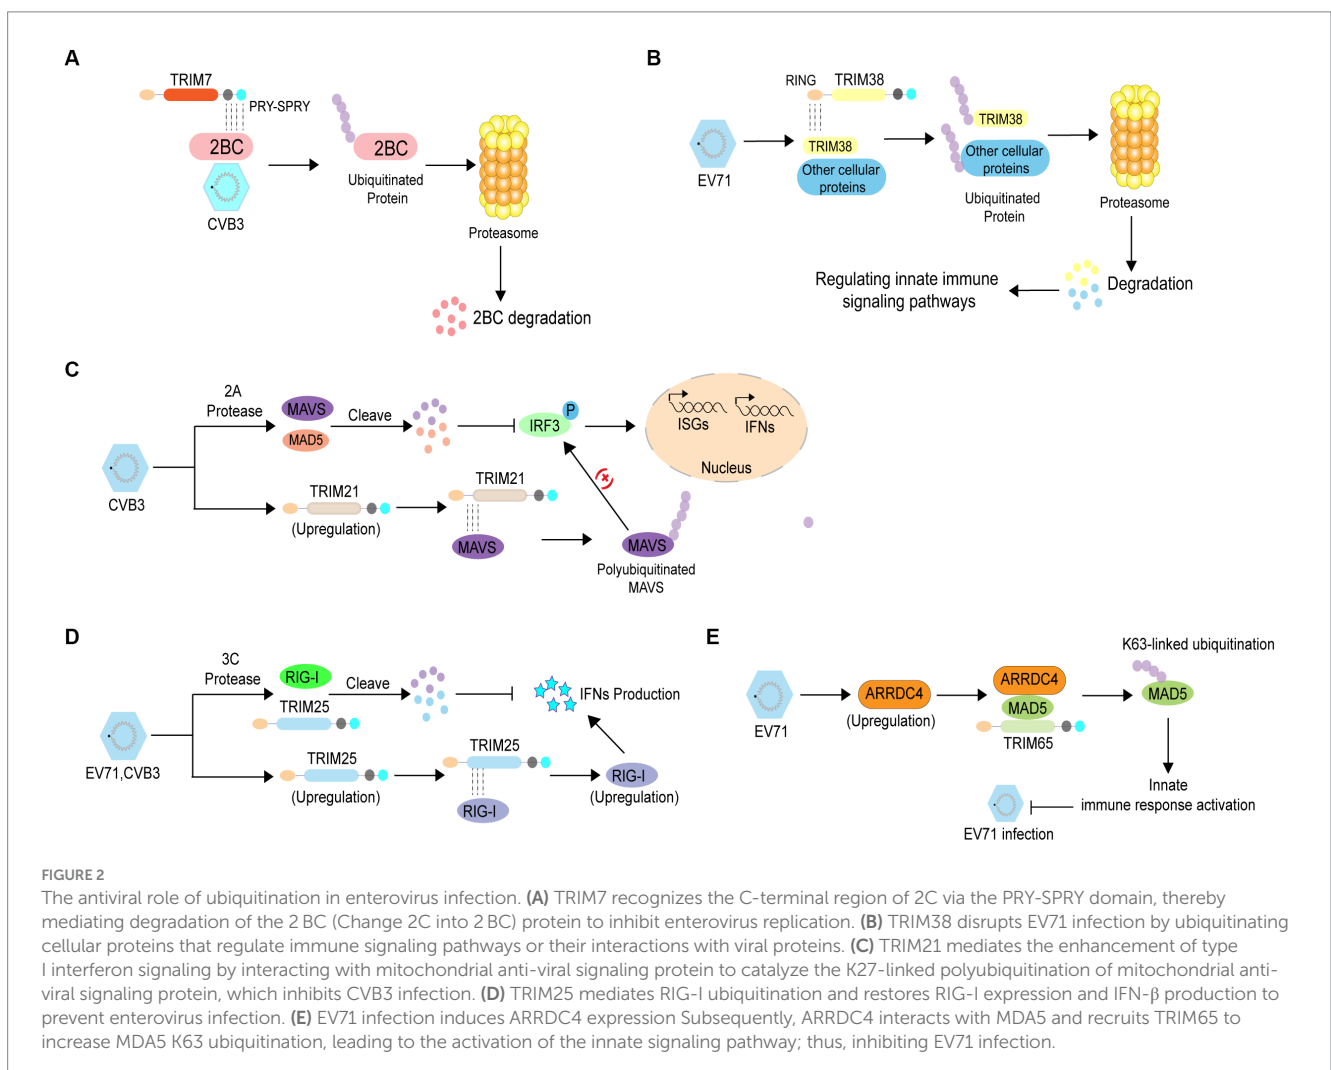 A
TRIM7
PRY-SPRY
2BC
CVB3
2BC
Ubiquitinated
Protein
Proteasome
2BC degradation
B
RING
TRIM38
EV71
TRIM38
Other cellular
proteins
TRIM38
Other cellular
proteins
Ubiquitinated
Protein
Proteasome
Degradation
Regulating innate immune
signaling pathways
C
CVB3
2A
Protease
MAVS
MAD5
Cleave
IRF3
P
ISGs
IFNs
Nucleus
TRIM21
(Upregulation)
TRIM21
MAVS
MAVS
Polyubiquitinated
MAVS
D
EV71,CVB3
3C
Protease
RIG-I
TRIM25
Cleave
IFNs Production
TRIM25
(Upregulation)
TRIM25
RIG-I
RIG-I
(Upregulation)
E
EV71
ARRDC4
(Upregulation)
ARRDC4
MAD5
TRIM65
K63-linked ubiquitination
MAD5
Innate
immune response activation
EV71 infection
FIGURE 2
The antiviral role of ubiquitination in enterovirus infection. (A) TRIM7 recognizes the C-terminal region of 2C via the PRY-SPRY domain, thereby
mediating degradation of the 2 BC (Change 2C into 2 BC) protein to inhibit enterovirus replication. (B) TRIM38 disrupts EV71 infection by ubiquitinating
cellular proteins that regulate immune signaling pathways or their interactions with viral proteins. (C) TRIM21 mediates the enhancement of type
I interferon signaling by interacting with mitochondrial anti-viral signaling protein to catalyze the K27-linked polyubiquitination of mitochondrial anti-
viral signaling protein, which inhibits CVB3 infection. (D) TRIM25 mediates RIG-I ubiquitination and restores RIG-I expression and IFN-β production to
prevent enterovirus infection. (E) EV71 infection induces ARRDC4 expression Subsequently, ARRDC4 interacts with MDA5 and recruits TRIM65 to
increase MDA5 K63 ubiquitination, leading to the activation of the innate signaling pathway; thus, inhibiting EV71 infection.